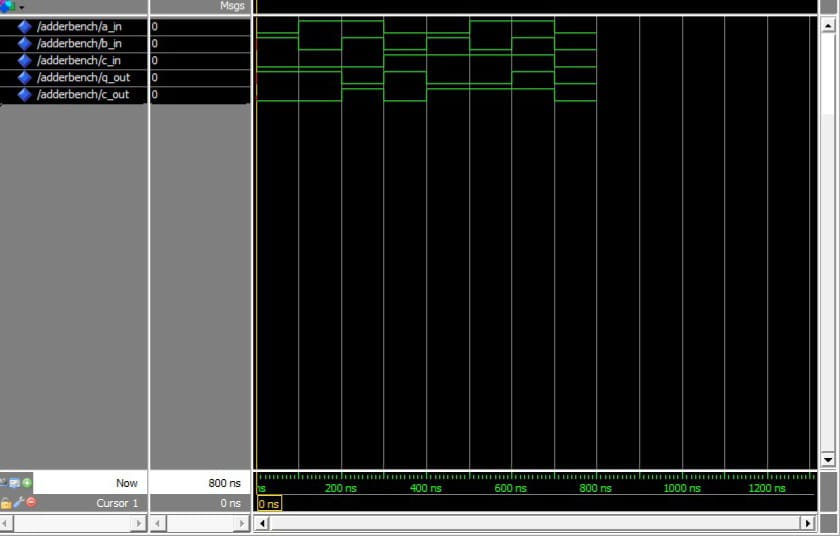 Msgs
/adderbench/a_in 0
/adderbench/b_in 0
/adderbench/c_in 0
/adderbench/q_out 0
/adderbench/c_out 0
Now 800 ns ns 200 ns 400 ns 600 ns 800 ns 1000 ns 1200 ns
Cursor 1 0 ns 0 ns